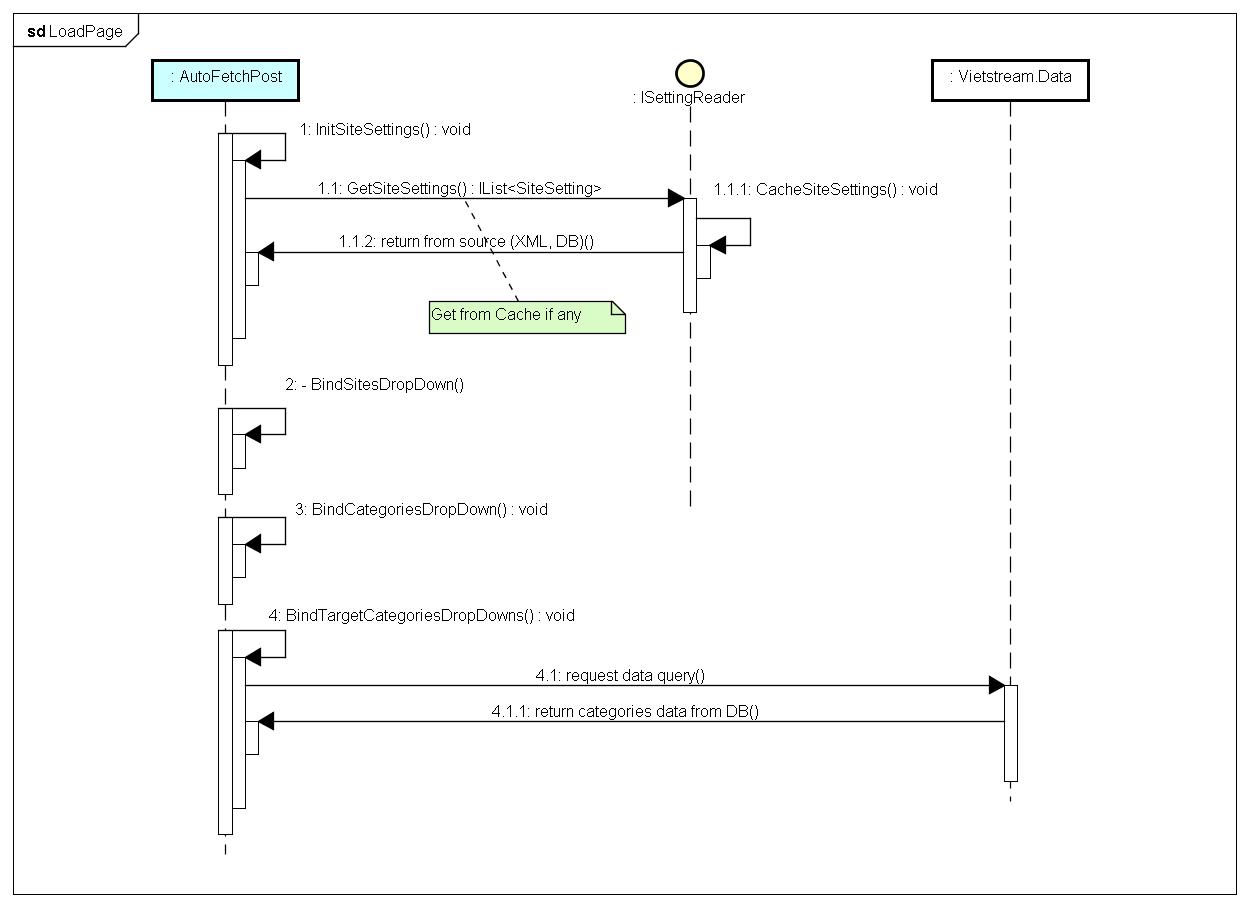 sd LoadPage
: AutoFetchPost
: ISettingReader
: Vietstream.Data
1: InitSiteSettings() : void
1.1: GetSiteSettings() : IList<SiteSetting>
1.1.1: CacheSiteSettings() : void
1.1.2: return from source (XML, DB)()
Get from Cache if any
2: - BindSitesDropDown()
3: BindCategoriesDropDown() : void
4: BindTargetCategoriesDropDowns() : void
4.1: request data query()
4.1.1: return categories data from DB()